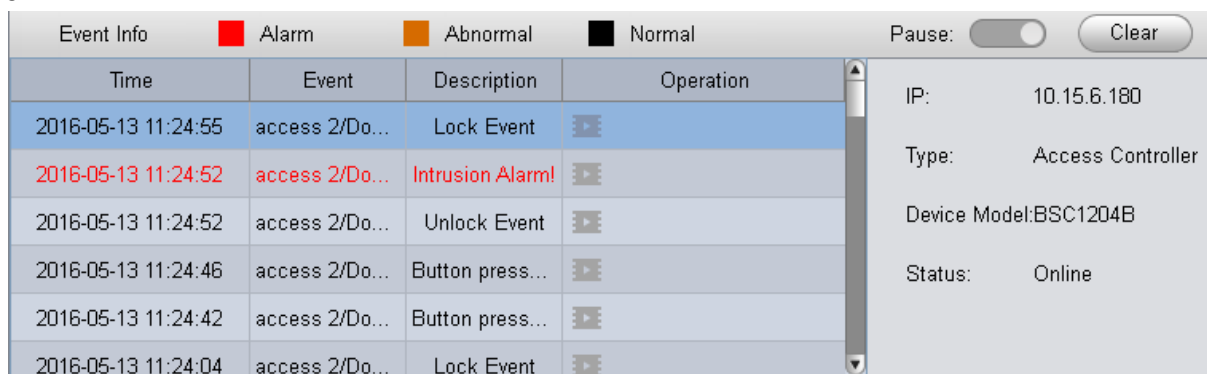 Event Info Alarm Abnormal Normal Pause: Clear
Time Event Description Operation
2016-05-13 11:24:55 access 2/Do... Lock Event
2016-05-13 11:24:52 access 2/Do... Intrusion Alarm!
2016-05-13 11:24:52 access 2/Do... Unlock Event
2016-05-13 11:24:46 access 2/Do... Button press...
2016-05-13 11:24:42 access 2/Do... Button press...
2016-05-13 11:24:04 access 2/Do... Lock Event
IP: 10.15.6.180
Type: Access Controller
Device Model:BSC1204B
Status: Online